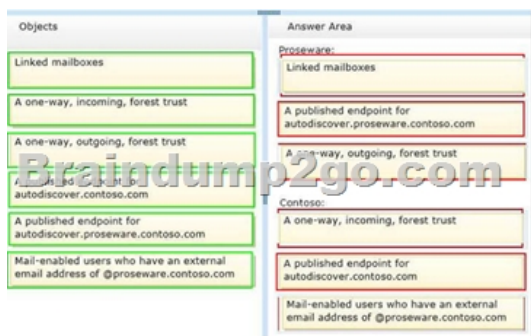 Objects
Linked mailboxes
A one-way, incoming, forest trust
A one-way, outgoing, forest trust
autodiscover.contoso.com
A published endpoint for
autodiscover.proseware.contoso.com
Mail-enabled users who have an external
email address of @proseware.contoso.com
Answer Area
Proseware:
Linked mailboxes
A published endpoint for
autodiscover.proseware.contoso.com
A one-way, outgoing, forest trust
Contoso:
A one-way, incoming, forest trust
A published endpoint for
autodiscover.contoso.com
Mail-enabled users who have an external
email address of @proseware.contoso.com
Braindump2go.com